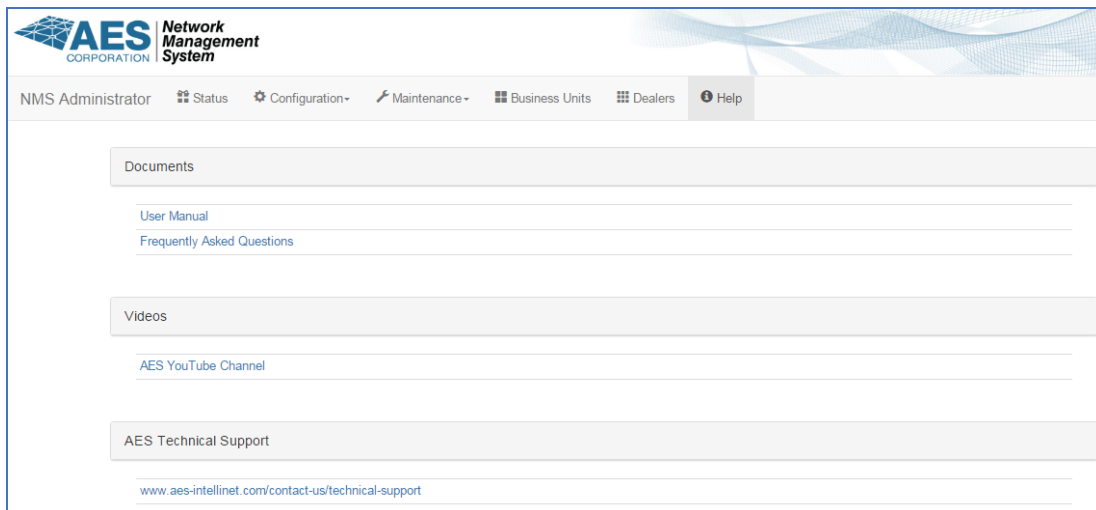 AES
CORPORATION
Network
Management
System
NMS Administrator Status Configuration Maintenance Business Units Dealers Help
Documents
User Manual
Frequently Asked Questions
Videos
AES YouTube Channel
AES Technical Support
www.aes-intellinet.com/contact-us/technical-support